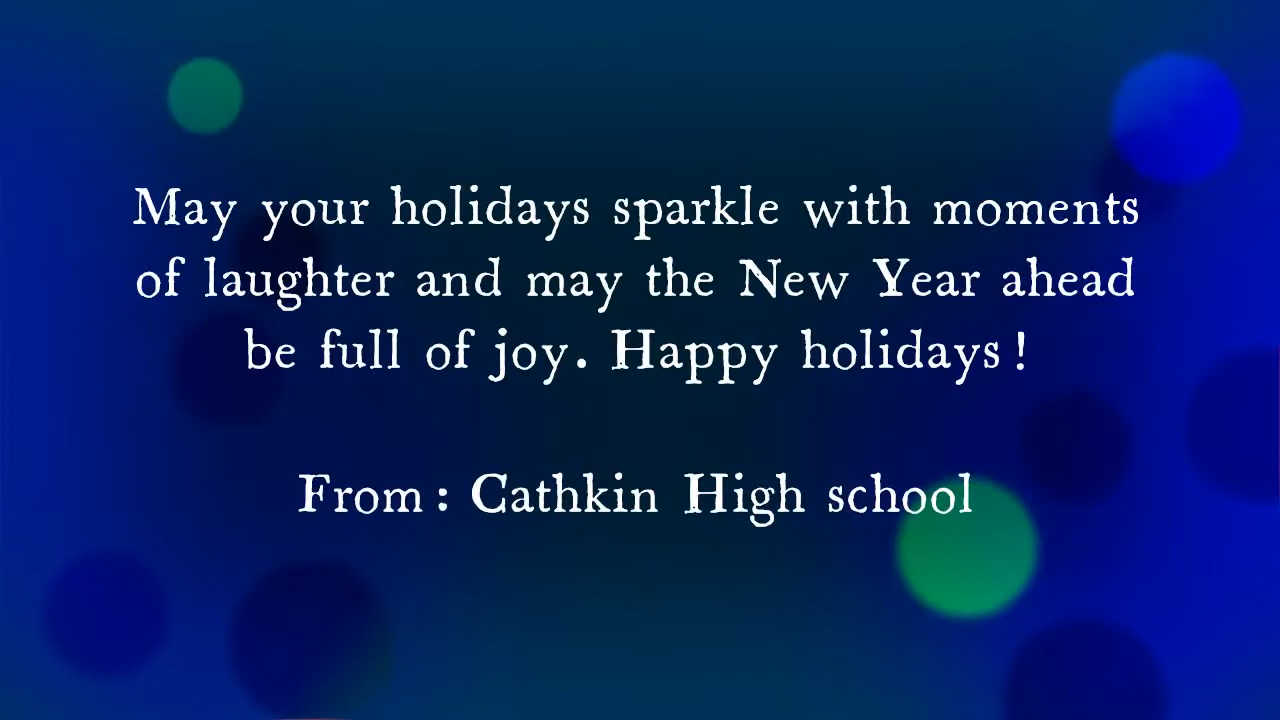 May your holidays sparkle with moments
of laughter and may the New Year ahead
be full of joy. Happy holidays!
From: Cathkin High school